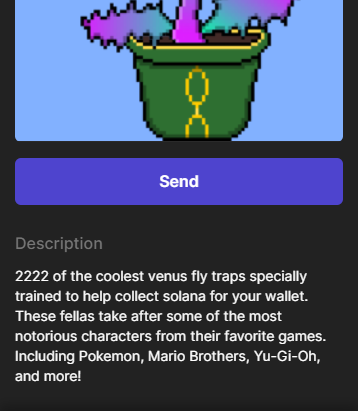 Send
Description
2222 of the coolest venus fly traps specially
trained to help collect solana for your wallet.
These fellas take after some of the most
notorious characters from their favorite games.
Including Pokemon, Mario Brothers, Yu-Gi-Oh,
and more!